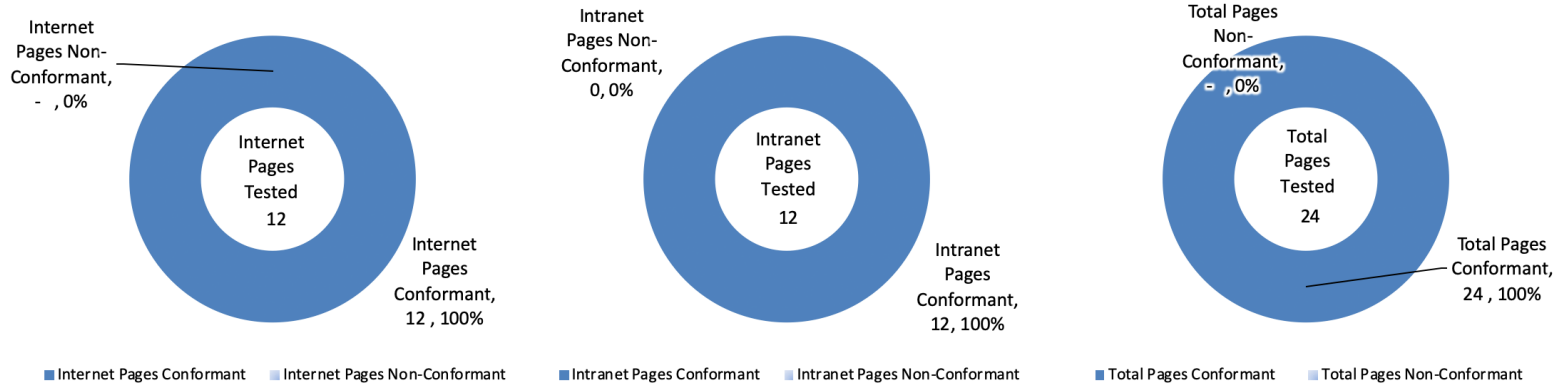 Internet
Pages Non-
Conformant,
- , 0%
Internet
Pages
Tested
12
Internet
Pages
Conformant,
12 , 100%
Internet Pages Conformant
Internet Pages Non-Conformant
Intranet
Pages Non-
Conformant,
0, 0%
Intranet
Pages
Tested
12
Intranet
Pages
Conformant,
12, 100%
Intranet Pages Conformant
Intranet Pages Non-Conformant
Total Pages
Non-
Conformant,
- , 0%
Total
Pages
Tested
24
Total Pages
Conformant,
24 , 100%
Total Pages Conformant
Total Pages Non-Conformant